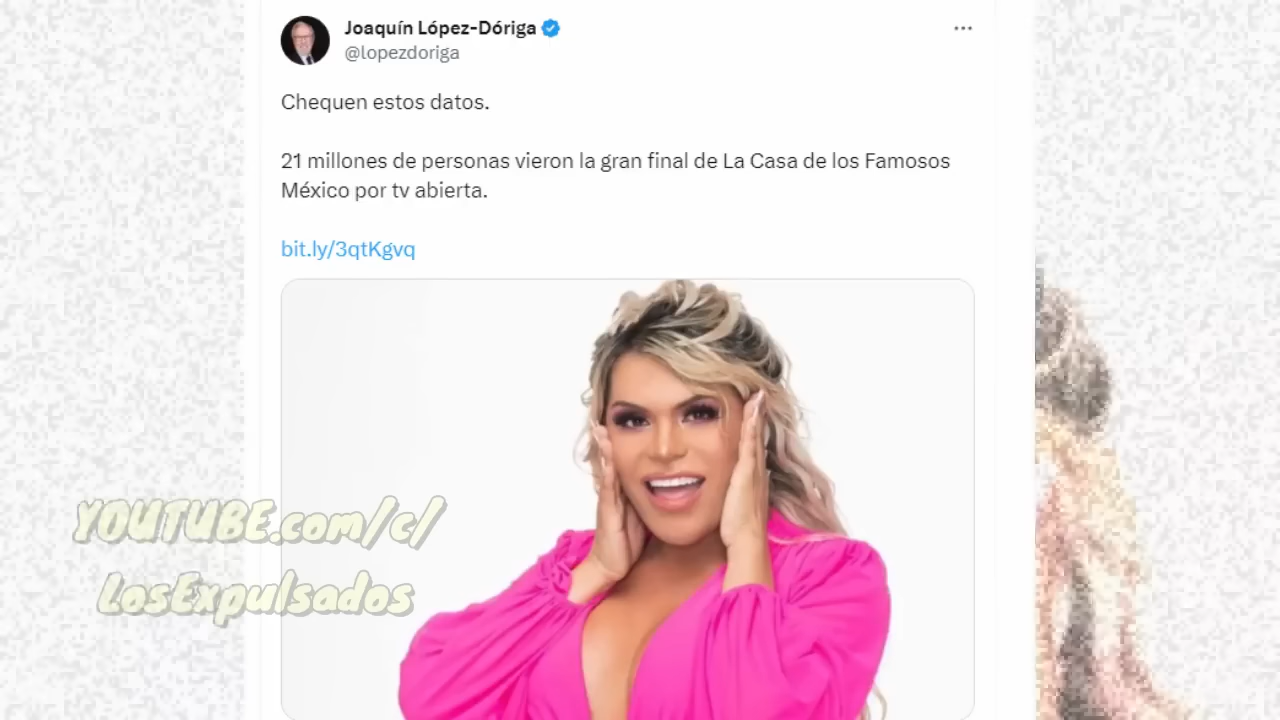 Joaquín López-Dóriga
@lopezdoriga
Chequen estos datos.
21 millones de personas vieron la gran final de La Casa de los Famosos
México por tv abierta.
bit.ly/3qtKgvq
YOUTUBE.com/c/
LosExpulsados